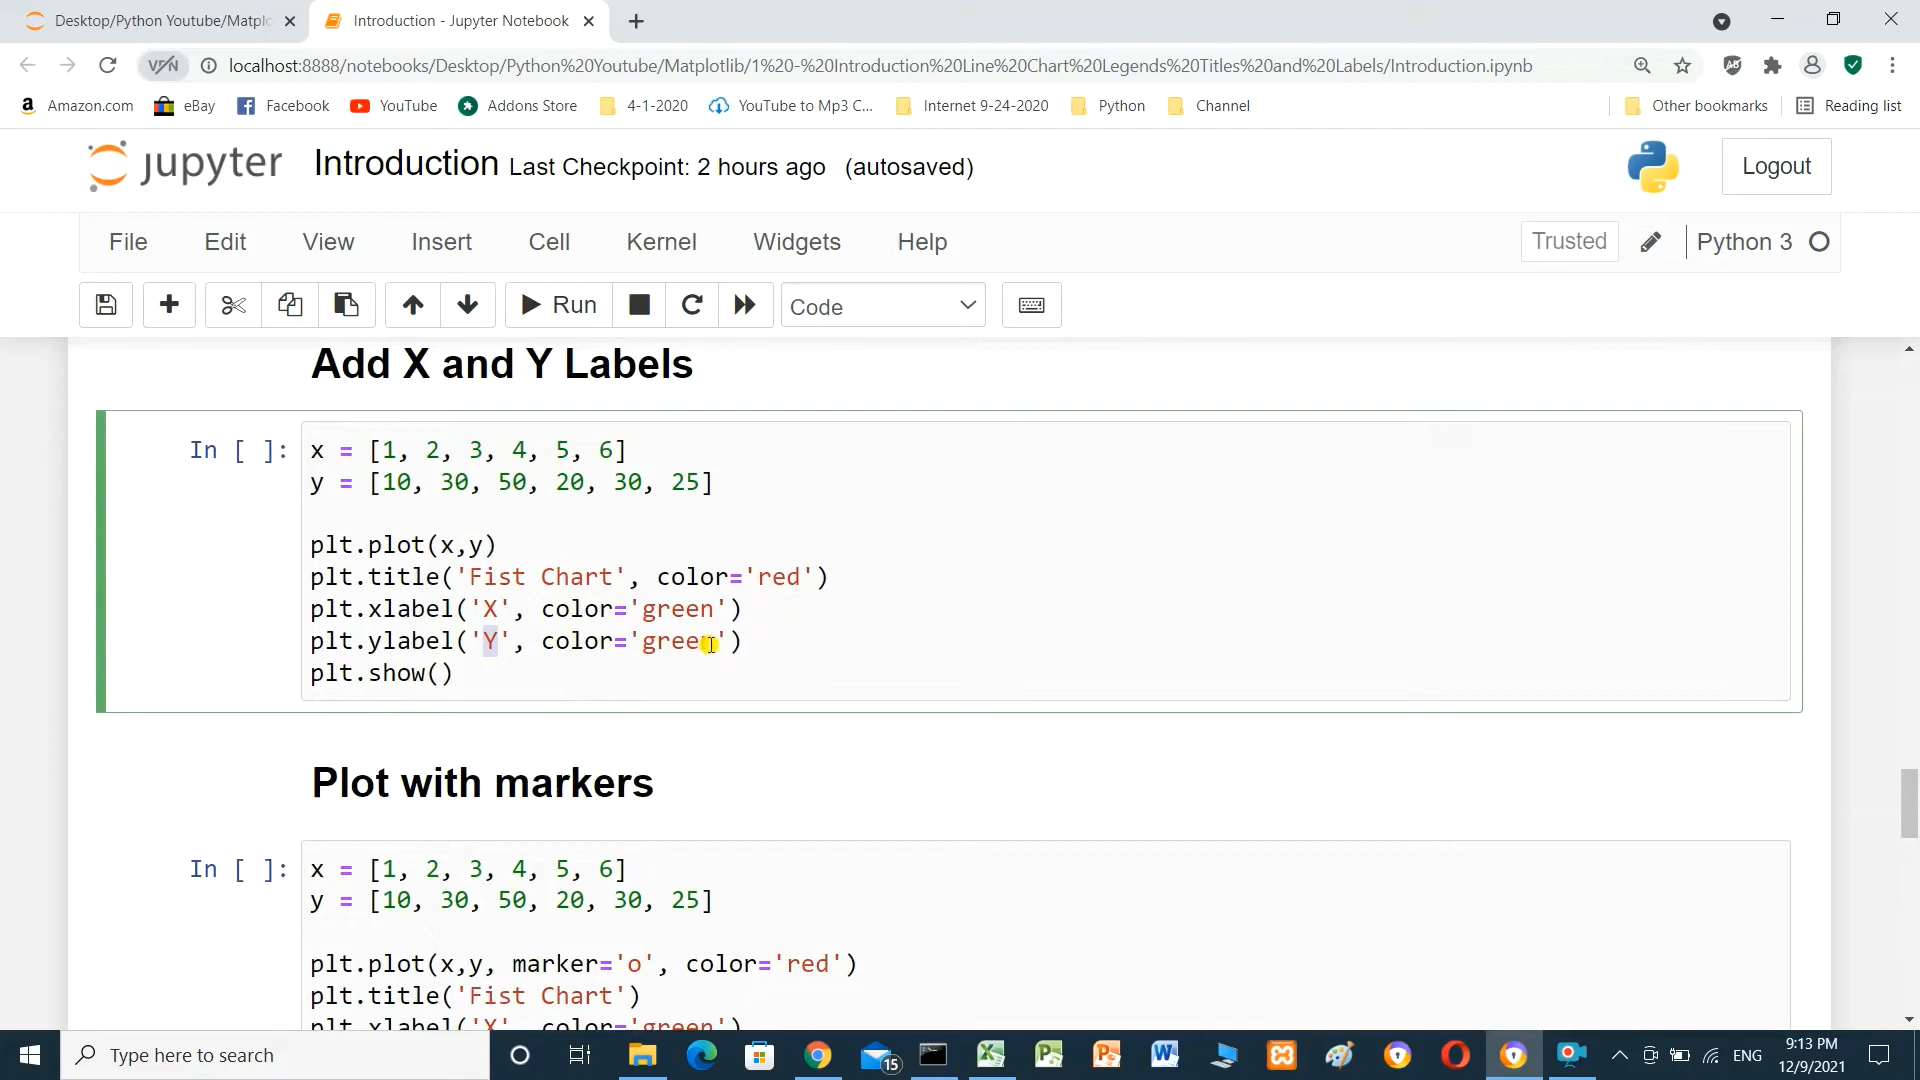 Desktop/Python Youtube/Matplo
Introduction - Jupyter Notebook
VPN
localhost:8888/notebooks/Desktop/Python%20Youtube/Matplotlib/1%20-%20Introduction%20Line%20Chart%20Legends%20Titles%20and%20Labels/Introduction.ipynb
Amazon.com
eBay
Facebook
YouTube
Addons Store
4-1-2020
YouTube to Mp3 C...
Internet 9-24-2020
Python
Channel
Other bookmarks
Reading list
jupyter
Introduction Last Checkpoint: 2 hours ago (autosaved)
Logout
File
Edit
View
Insert
Cell
Kernel
Widgets
Help
Trusted
Python 3
Run
Code
Add X and Y Labels
In [ ]:
x = [1, 2, 3, 4, 5, 6]
y = [10, 30, 50, 20, 30, 25]
plt.plot(x,y)
plt.title('Fist Chart', color='red')
plt.xlabel('X', color='green')
plt.ylabel('Y', color='green')
plt.show()
Plot with markers
In [ ]:
x = [1, 2, 3, 4, 5, 6]
y = [10, 30, 50, 20, 30, 25]
plt.plot(x,y, marker='o', color='red')
plt.title('Fist Chart')
plt.xlabel('X', color='green')
Type here to search
15
ENG
9:13 PM
12/9/2021